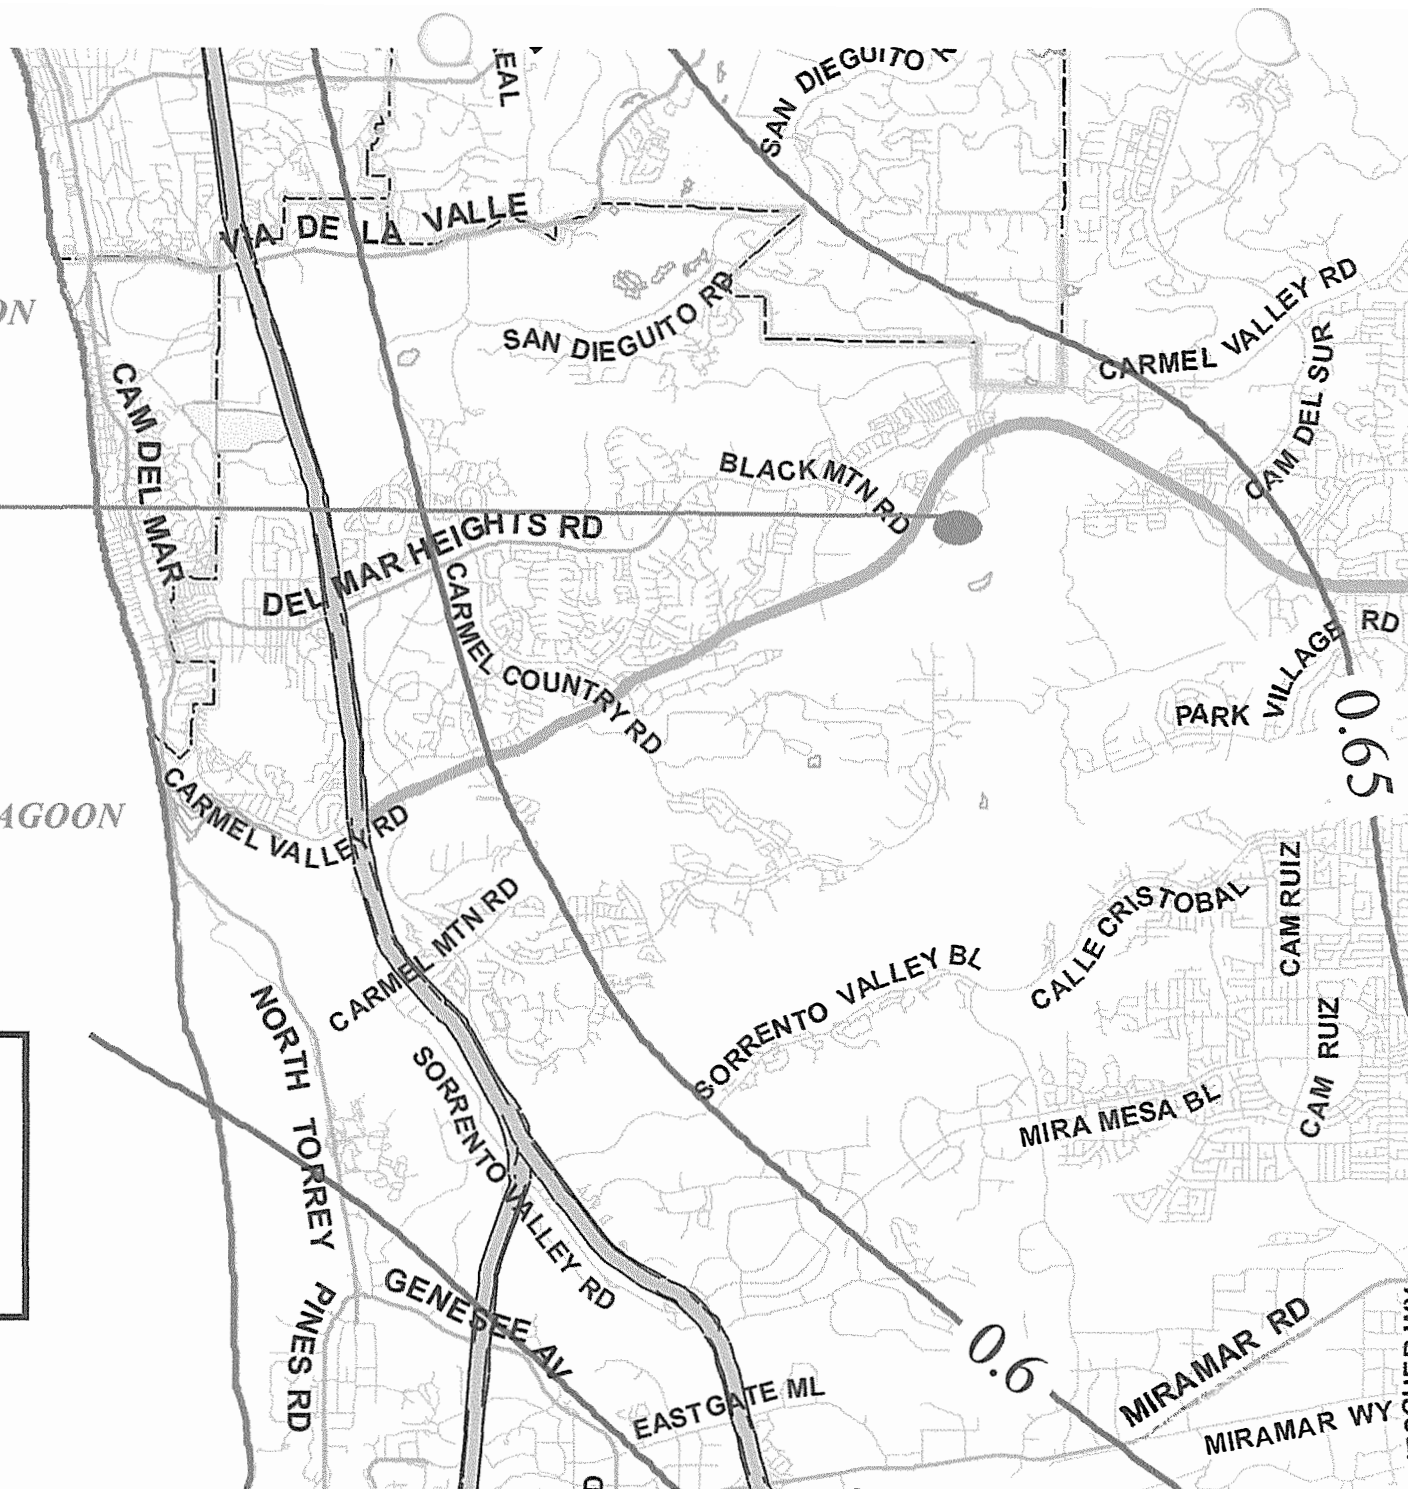 EAL
SAN DIEGUITO
VIA DE LA VALLE
SAN DIEGUITO RD
CARMEL VALLEY RD
CAM DEL SUR
CAM DEL MAR
BLACK MTN RD
DEL MAR HEIGHTS RD
CARMEL COUNTRY RD
PARK VILLAGE RD
0.65
CARMEL VALLEY RD
AGOON
CARMEL MTN RD
CALLE CRISTOBAL
CAM RUIZ
SORRENTO VALLEY BL
NORTH TORREY PINES RD
CAM RUIZ
SORRENTO VALLEY RD
MIRA MESA BL
GENESEE AV
0.6
MIRAMAR RD
EASTGATE ML
MIRAMAR WY